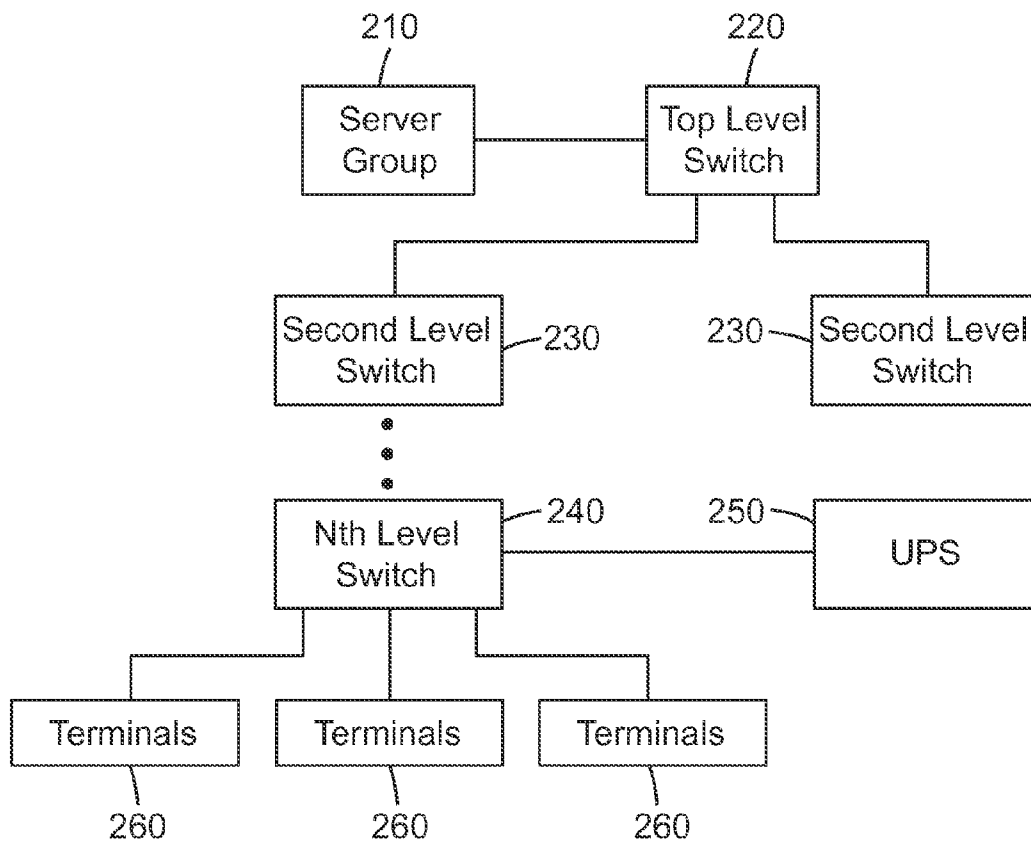 210
220
Server
Group
Top Level
Switch
Second Level
Switch
230
230
Second Level
Switch
Nth Level
Switch
240
250
UPS
Terminals
Terminals
Terminals
260
260
260